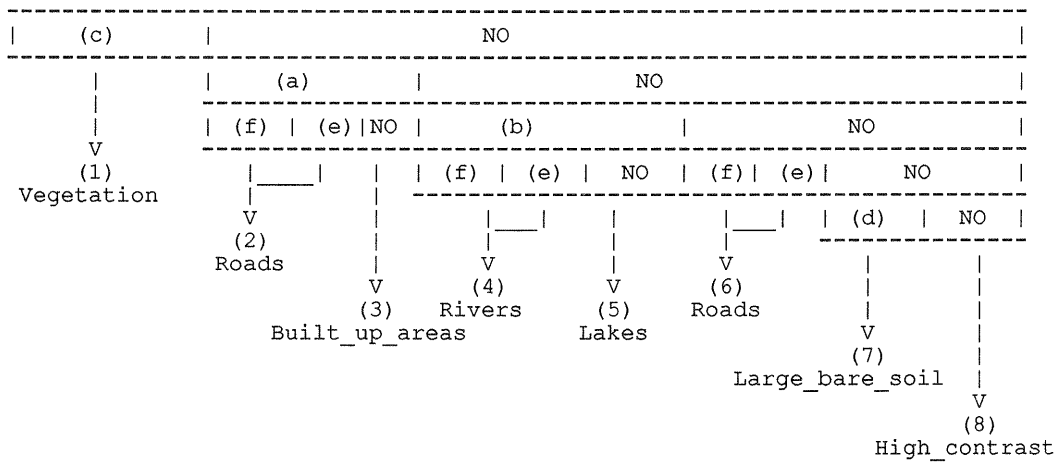 (c) NO
(a) NO
(f) (e) NO (b) NO
(1) (f) (e) NO (f) (e) NO
Vegetation
(d) NO
(2)
Roads
(4) (6)
(3) Rivers (5) Roads
Built_up_areas Lakes
(7)
Large_bare_soil
(8)
High_contrast